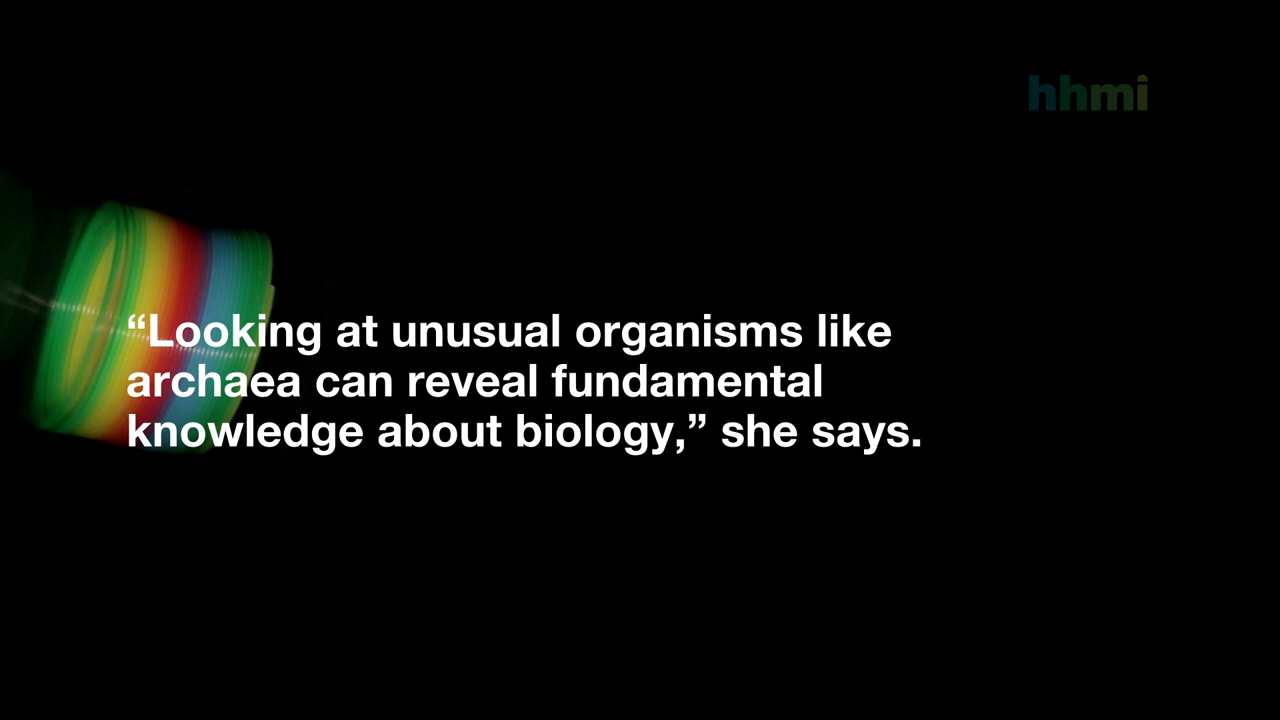 hhmi
“Looking at unusual organisms like
archaea can reveal fundamental
knowledge about biology,” she says.